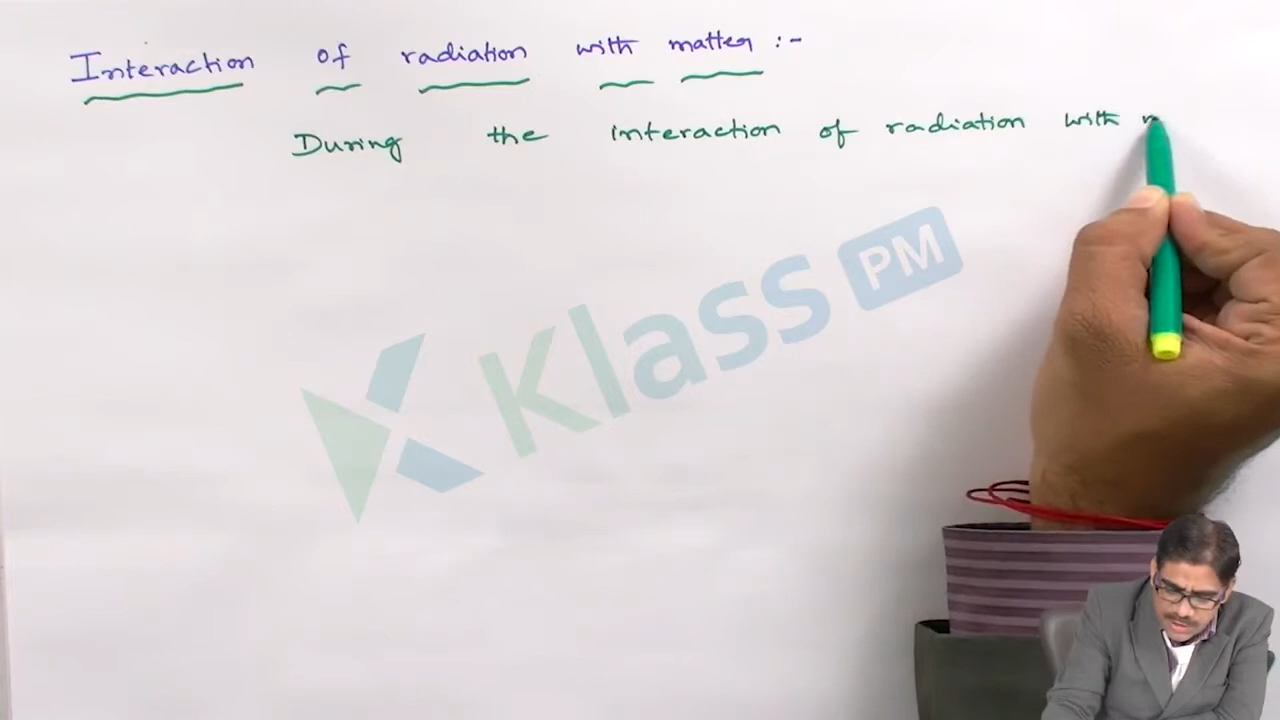 Interaction of radiation with matter :-
During the interaction of radiation with
Klass PM